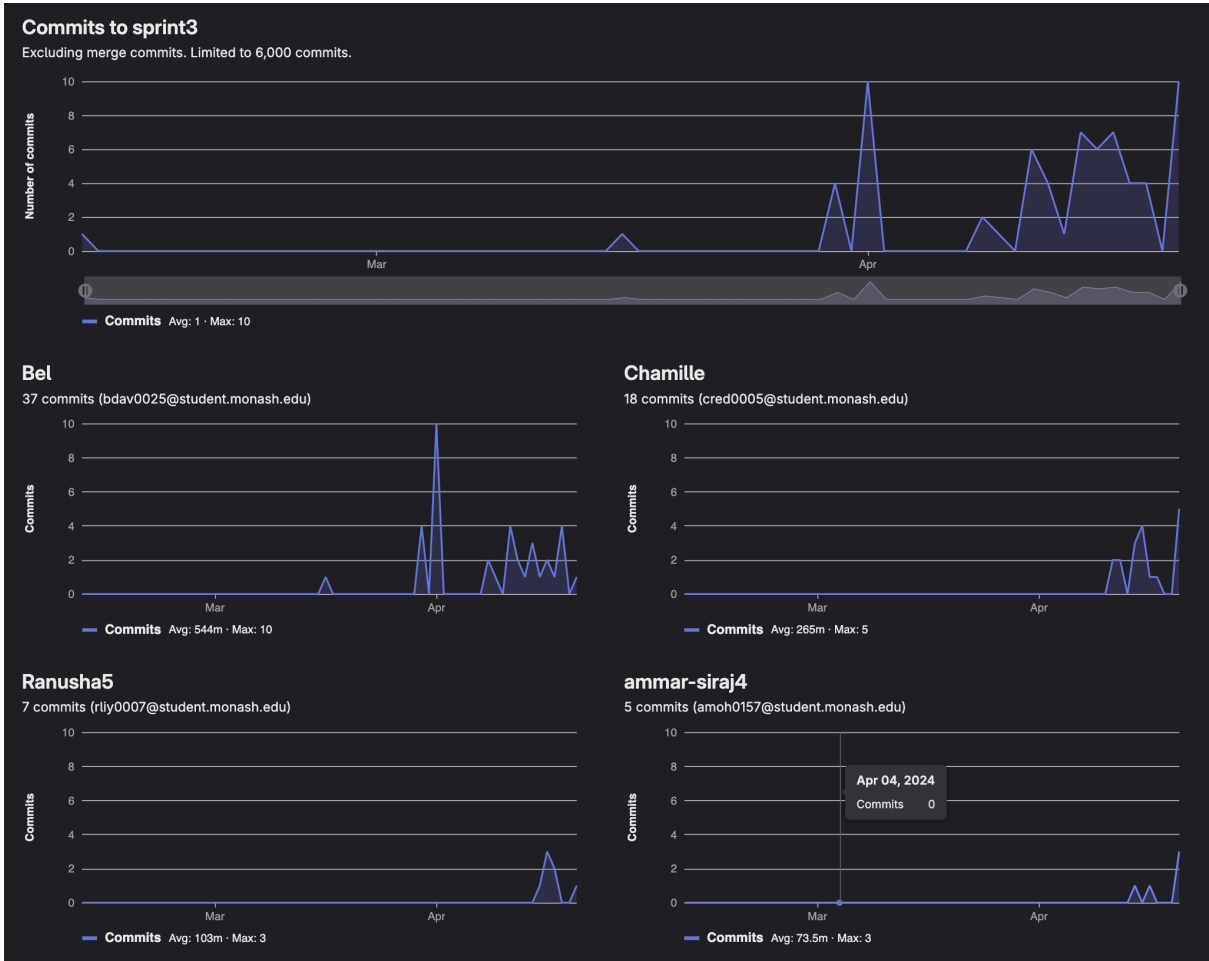 Commits to sprint3
Excluding merge commits. Limited to 6,000 commits.
Number of commits
10
8
6
4
2
0
Mar
Apr
Commits Avg: 1 · Max: 10
Bel
37 commits (bdav0025@student.monash.edu)
Commits
10
8
6
4
2
0
Mar
Apr
Commits Avg: 544m · Max: 10
Chamille
18 commits (cred0005@student.monash.edu)
Commits
10
8
6
4
2
0
Mar
Apr
Commits Avg: 265m · Max: 5
Ranusha5
7 commits (rliy0007@student.monash.edu)
Commits
10
8
6
4
2
0
Mar
Apr
Commits Avg: 103m · Max: 3
ammar-siraj4
5 commits (amoh0157@student.monash.edu)
Commits
10
8
6
4
2
0
Apr 04, 2024
Commits 0
Mar
Apr
Commits Avg: 73.5m · Max: 3